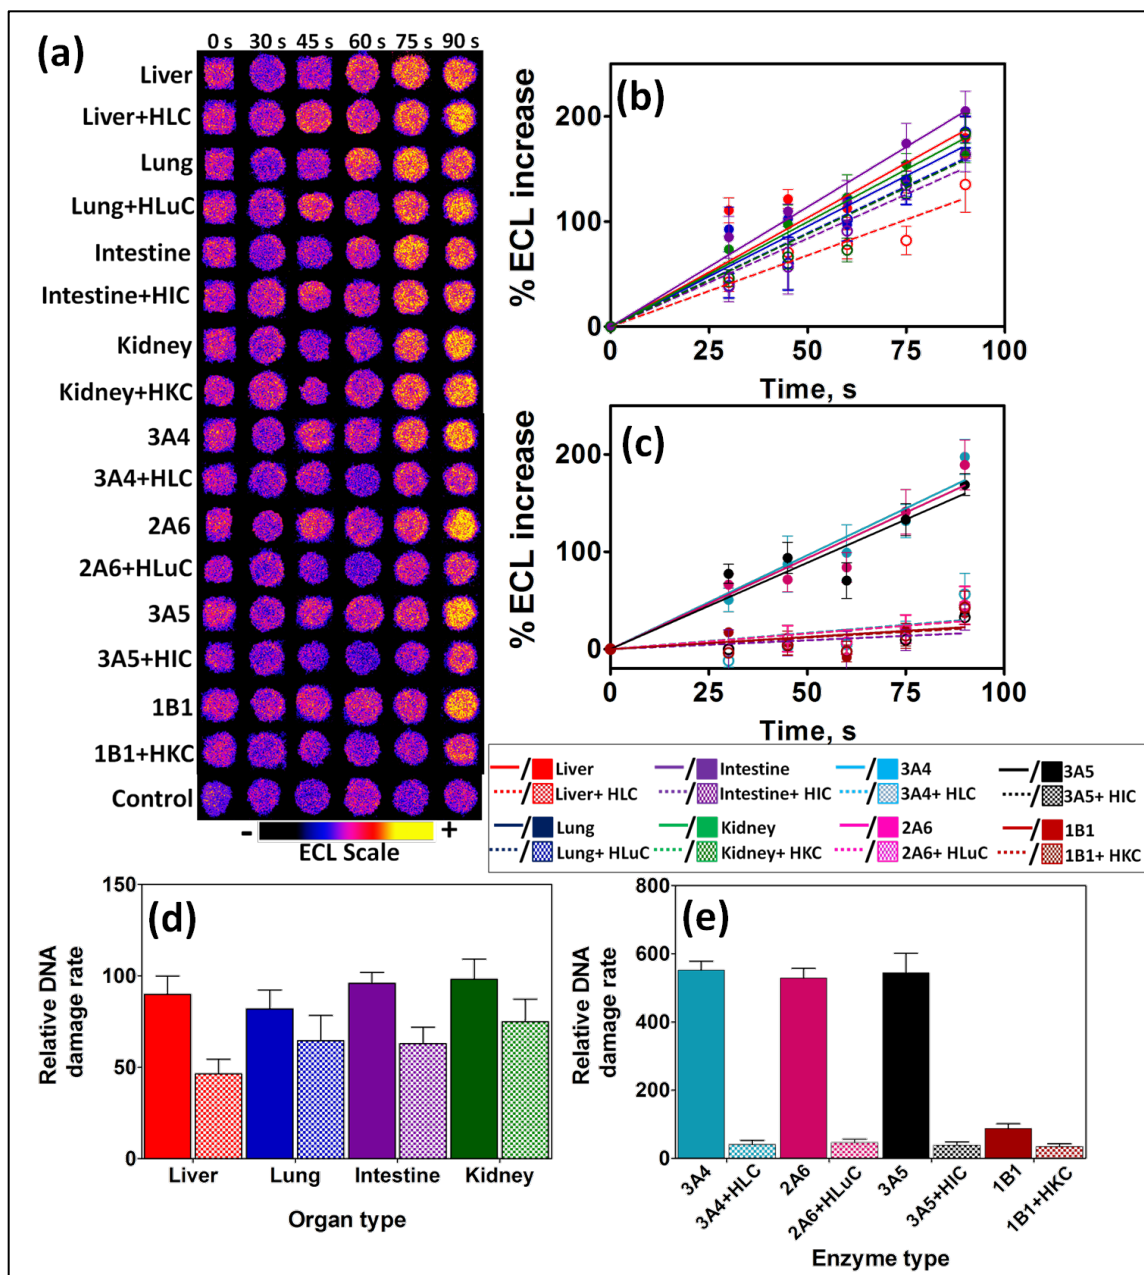 (a)
0 s 30 s 45 s 60 s 75 s 90 s
Liver
Liver+HLC
Lung
Lung+HLuC
Intestine
Intestine+HIC
Kidney
Kidney+HKC
3A4
3A4+HLC
2A6
2A6+HLuC
3A5
3A5+HIC
1B1
1B1+HKC
Control
- +
ECL Scale
(b)
% ECL increase
200
100
0
0 25 50 75 100
Time, s
(c)
% ECL increase
200
100
0
0 25 50 75 100
Time, s
/ Liver / Intestine / 3A4 / 3A5
/ Liver+ HLC / Intestine+ HIC / 3A4+ HLC / 3A5+ HIC
/ Lung / Kidney / 2A6 / 1B1
/ Lung+ HLuC / Kidney+ HKC / 2A6+ HLuC / 1B1+ HKC
(d)
Relative DNA
damage rate
150
100
50
0
Liver Lung Intestine Kidney
Organ type
(e)
Relative DNA
damage rate
800
600
400
200
0
3A4 3A4+HLC 2A6 2A6+HLuC 3A5 3A5+HIC 1B1 1B1+HKC
Enzyme type